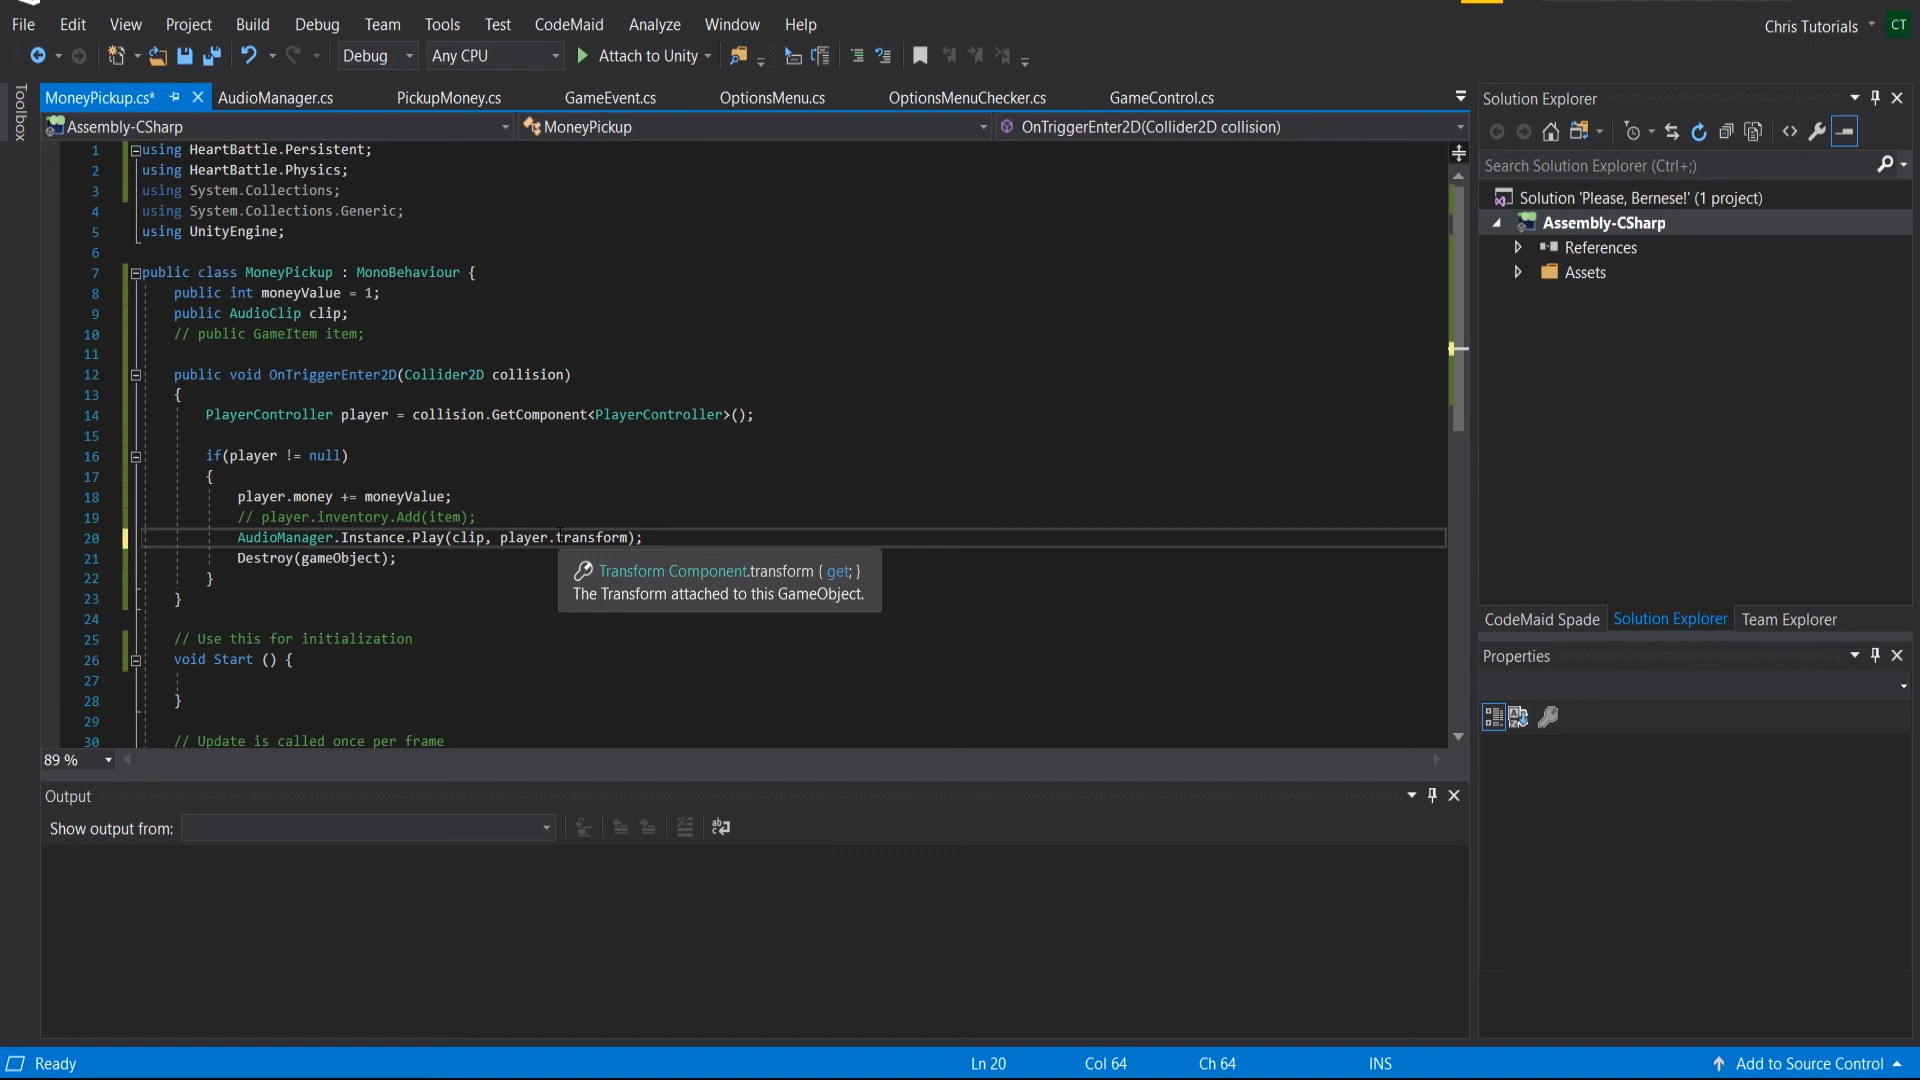 File Edit View Project Build Debug Team Tools Test CodeMaid Analyze Window Help
Chris Tutorials CT
Debug Any CPU Attach to Unity
Toolbox
MoneyPickup.cs* AudioManager.cs PickupMoney.cs GameEvent.cs OptionsMenu.cs OptionsMenuChecker.cs GameControl.cs
Assembly-CSharp MoneyPickup OnTriggerEnter2D(Collider2D collision)
1 using HeartBattle.Persistent;
2 using HeartBattle.Physics;
3 using System.Collections;
4 using System.Collections.Generic;
5 using UnityEngine;
6
7 public class MoneyPickup : MonoBehaviour {
8 public int moneyValue = 1;
9 public AudioClip clip;
10 // public GameItem item;
11
12 public void OnTriggerEnter2D(Collider2D collision)
13 {
14 PlayerController player = collision.GetComponent<PlayerController>();
15
16 if(player != null)
17 {
18 player.money += moneyValue;
19 // player.inventory.Add(item);
20 AudioManager.Instance.Play(clip, player.transform);
21 Destroy(gameObject);
22 }
23 }
24
25 // Use this for initialization
26 void Start () {
27
28 }
29
30 // Update is called once per frame
Transform Component.transform { get; }
The Transform attached to this GameObject.
89 %
Output
Show output from:
Solution Explorer
Search Solution Explorer (Ctrl+;)
Solution 'Please, Bernese!' (1 project)
Assembly-CSharp
References
Assets
CodeMaid Spade Solution Explorer Team Explorer
Properties
Ready Ln 20 Col 64 Ch 64 INS Add to Source Control